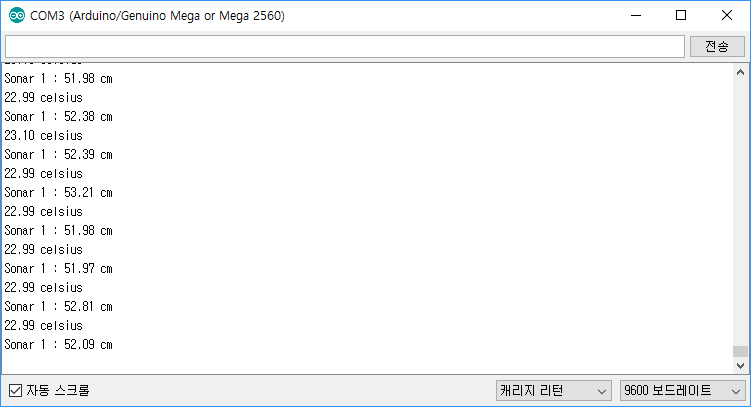 COM3 (Arduino/Genuino Mega or Mega 2560)
전송
Sonar 1 : 51.98 cm
22.99 celsius
Sonar 1 : 52.38 cm
23.10 celsius
Sonar 1 : 52.39 cm
22.99 celsius
Sonar 1 : 53.21 cm
22.99 celsius
Sonar 1 : 51.98 cm
22.99 celsius
Sonar 1 : 51.97 cm
22.99 celsius
Sonar 1 : 52.81 cm
22.99 celsius
Sonar 1 : 52.09 cm
자동 스크롤 캐리지 리턴 9600 보드레이트